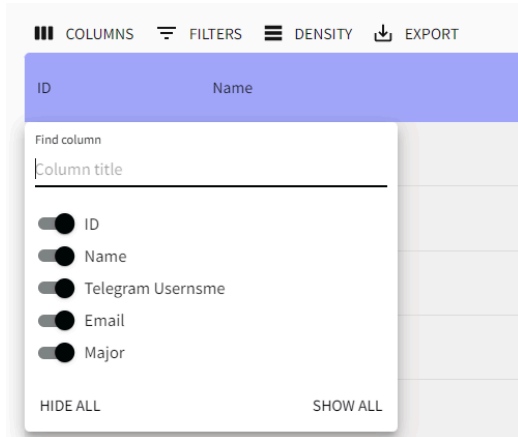 COLUMNS FILTERS DENSITY EXPORT
ID Name
Find column
Column title
ID
Name
Telegram Usernsme
Email
Major
HIDE ALL SHOW ALL